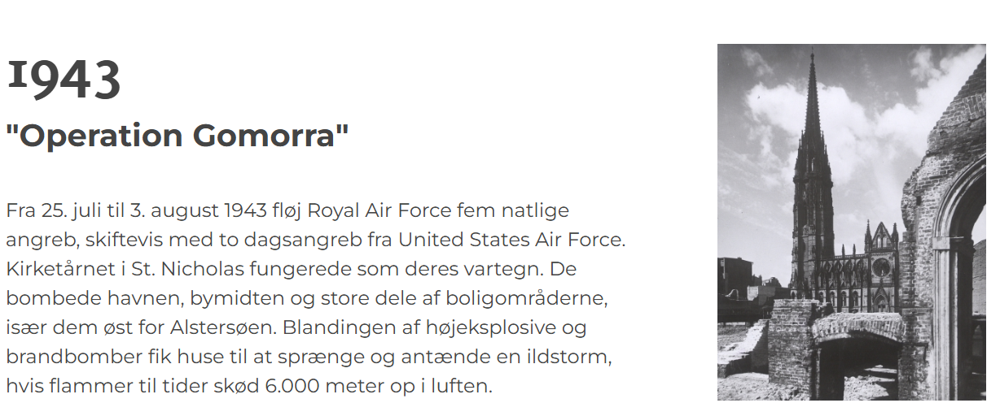 1943
"Operation Gomorra"
Fra 25. juli til 3. august 1943 fløj Royal Air Force fem natlige
angreb, skiftevis med to dagsangreb fra United States Air Force.
Kirketårnet i St. Nicholas fungerede som deres vartegn. De
bombede havnen, bymidten og store dele af boligområderne,
især dem øst for Alstersøen. Blandingen af højeksplosive og
brandbomber fik huse til at sprænge og antænde en ildstorm,
hvis flammer til tider skød 6.000 meter op i luften.